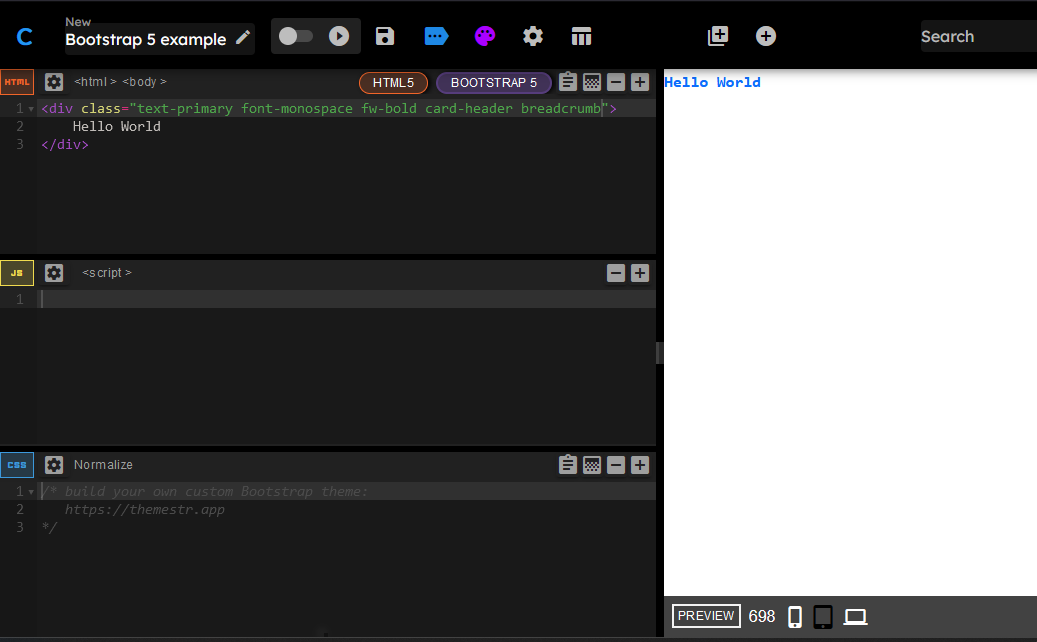 C
New
Bootstrap 5 example
Search
HTML
<html> <body>
HTML5
BOOTSTRAP 5
1 <div class="text-primary font-monospace fw-bold card-header breadcrumb">
2 Hello World
3 </div>
JS
<script>
1
CSS
Normalize
1 /* build your own custom Bootstrap theme:
2 https://themestr.app
3 */
Hello World
PREVIEW 698